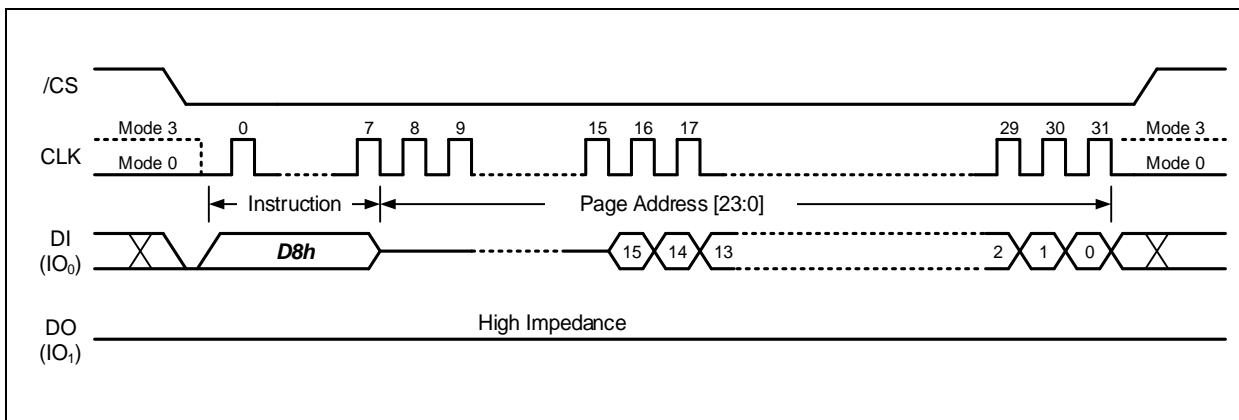 /CS
Mode 3 0 7 8 9 15 16 17 29 30 31 Mode 3
CLK
Mode 0 Mode 0
Instruction Page Address [23:0]
DI
(IO₀)
D8h 15 14 13 2 1 0
High Impedance
DO
(IO₁)